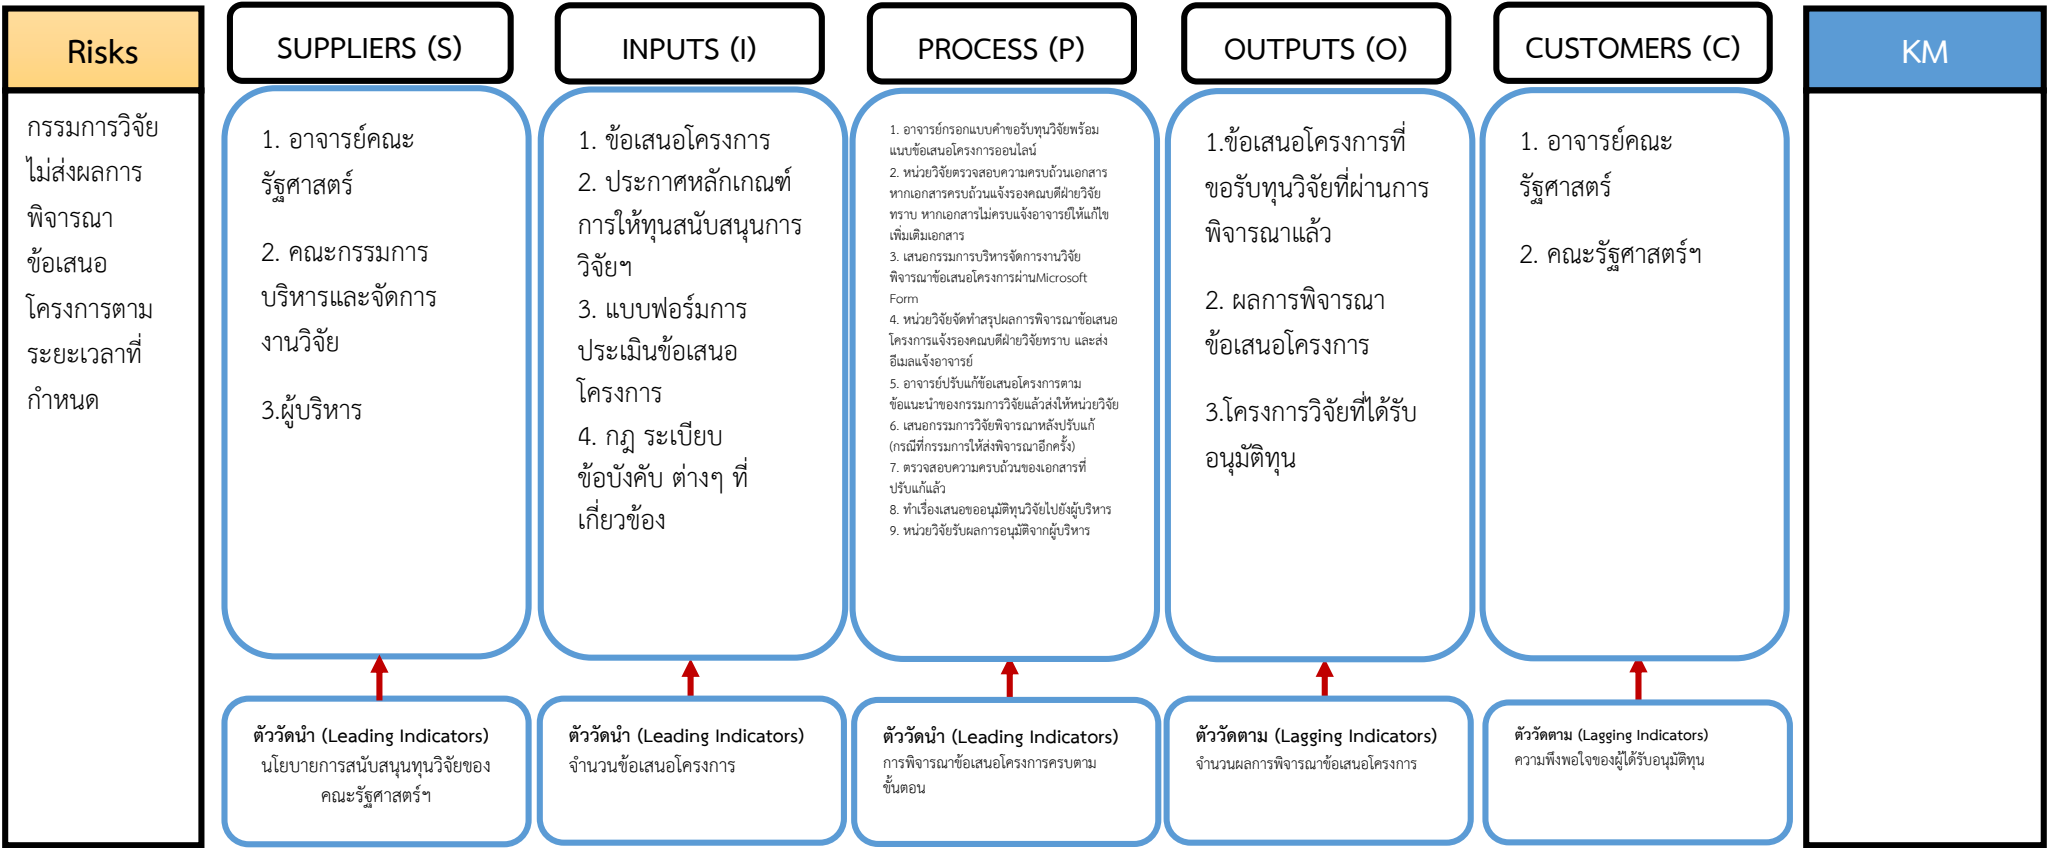 Risks
กรรมการวิจัย
ไม่ส่งผลการ
พิจารณา
ข้อเสนอ
โครงการตาม
ระยะเวลาที่
กำหนด
SUPPLIERS (S)
1. อาจารย์คณะ
รัฐศาสตร์
2. คณะกรรมการ
บริหารและจัดการ
งานวิจัย
3.ผู้บริหาร
ตัววัดนำ (Leading Indicators)
นโยบายการสนับสนุนทุนวิจัยของ
คณะรัฐศาสตร์ฯ
INPUTS (I)
1. ข้อเสนอโครงการ
2. ประกาศหลักเกณฑ์
การให้ทุนสนับสนุนการ
วิจัยฯ
3. แบบฟอร์มการ
ประเมินข้อเสนอ
โครงการ
4. กฎ ระเบียบ
ข้อบังคับ ต่างๆ ที่
เกี่ยวข้อง
ตัววัดนำ (Leading Indicators)
จำนวนข้อเสนอโครงการ
PROCESS (P)
1. อาจารย์กรอกแบบคำขอรับทุนวิจัยพร้อม
แนบข้อเสนอโครงการออนไลน์
2. หน่วยวิจัยตรวจสอบความครบถ้วนเอกสาร
หากเอกสารครบถ้วนแจ้งรองคณบดีฝ่ายวิจัย
ทราบ หากเอกสารไม่ครบแจ้งอาจารย์ให้แก้ไข
เพิ่มเติมเอกสาร
3. เสนอกรรมการบริหารจัดการงานวิจัย
พิจารณาข้อเสนอโครงการผ่านMicrosoft
Form
4. หน่วยวิจัยจัดทำสรุปผลการพิจารณาข้อเสนอ
โครงการแจ้งรองคณบดีฝ่ายวิจัยทราบ และส่ง
อีเมลแจ้งอาจารย์
5. อาจารย์ปรับแก้ข้อเสนอโครงการตาม
ข้อแนะนำของกรรมการวิจัยแล้วส่งให้หน่วยวิจัย
6. เสนอกรรมการวิจัยพิจารณาหลังปรับแก้
(กรณีที่กรรมการให้ส่งพิจารณาอีกครั้ง)
7. ตรวจสอบความครบถ้วนของเอกสารที่
ปรับแก้แล้ว
8. ทำเรื่องเสนอขออนุมัติทุนวิจัยไปยังผู้บริหาร
9. หน่วยวิจัยรับผลการอนุมัติจากผู้บริหาร
ตัววัดนำ (Leading Indicators)
การพิจารณาข้อเสนอโครงการครบตาม
ขั้นตอน
OUTPUTS (O)
1.ข้อเสนอโครงการที่
ขอรับทุนวิจัยที่ผ่านการ
พิจารณาแล้ว
2. ผลการพิจารณา
ข้อเสนอโครงการ
3.โครงการวิจัยที่ได้รับ
อนุมัติทุน
ตัววัดตาม (Lagging Indicators)
จำนวนผลการพิจารณาข้อเสนอโครงการ
CUSTOMERS (C)
1. อาจารย์คณะ
รัฐศาสตร์
2. คณะรัฐศาสตร์ฯ
ตัววัดตาม (Lagging Indicators)
ความพึงพอใจของผู้ได้รับอนุมัติทุน
KM